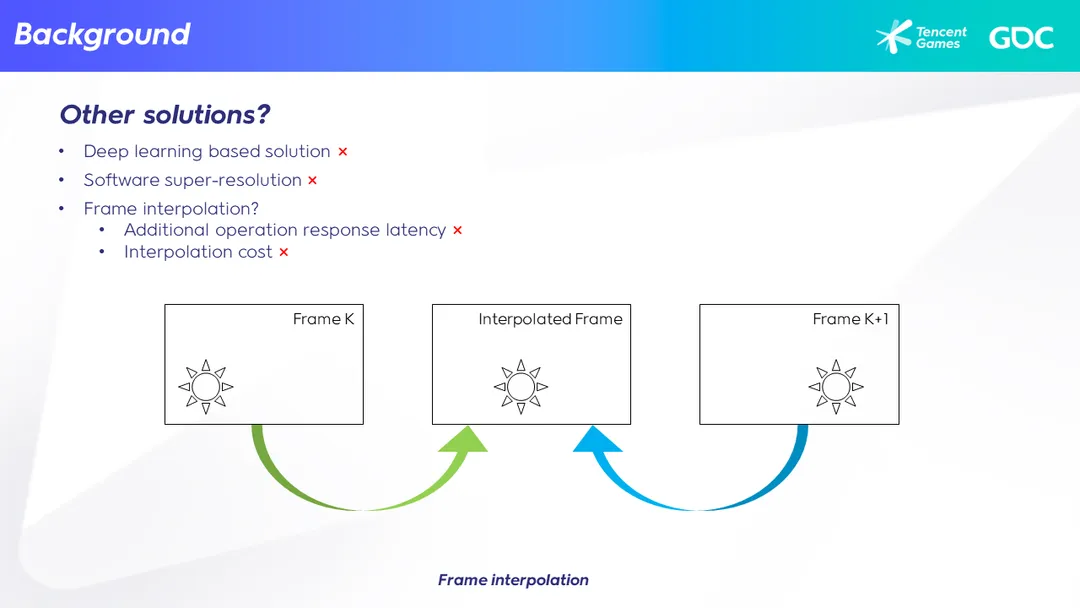 Background
Tencent
Games
GDC
Other solutions?
• Deep learning based solution ×
• Software super-resolution ×
• Frame interpolation?
• Additional operation response latency ×
• Interpolation cost ×
Frame K
Interpolated Frame
Frame K+1
Frame interpolation